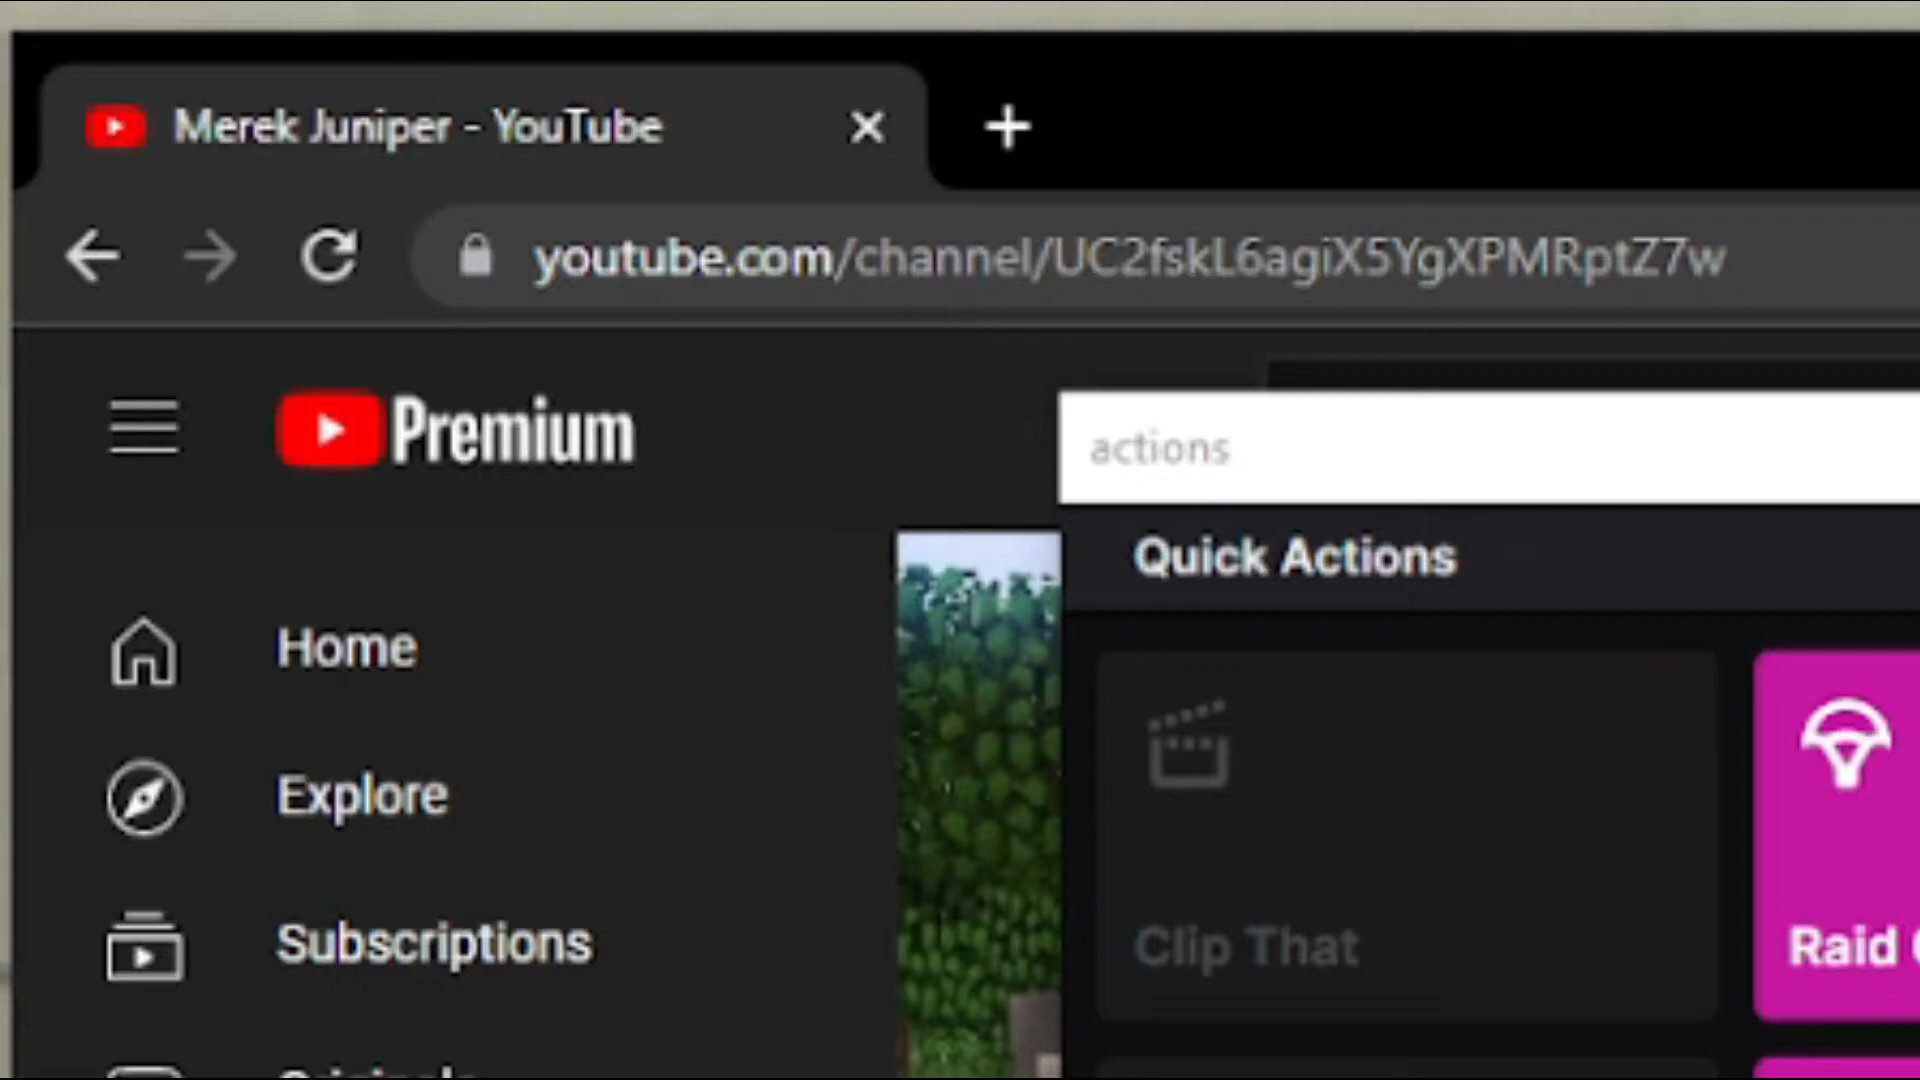 Merek Juniper - YouTube
youtube.com/channel/UC2fskL6agiX5YgXPMRptZ7w
Premium
actions
Quick Actions
Home
Explore
Clip That
Raid
Subscriptions